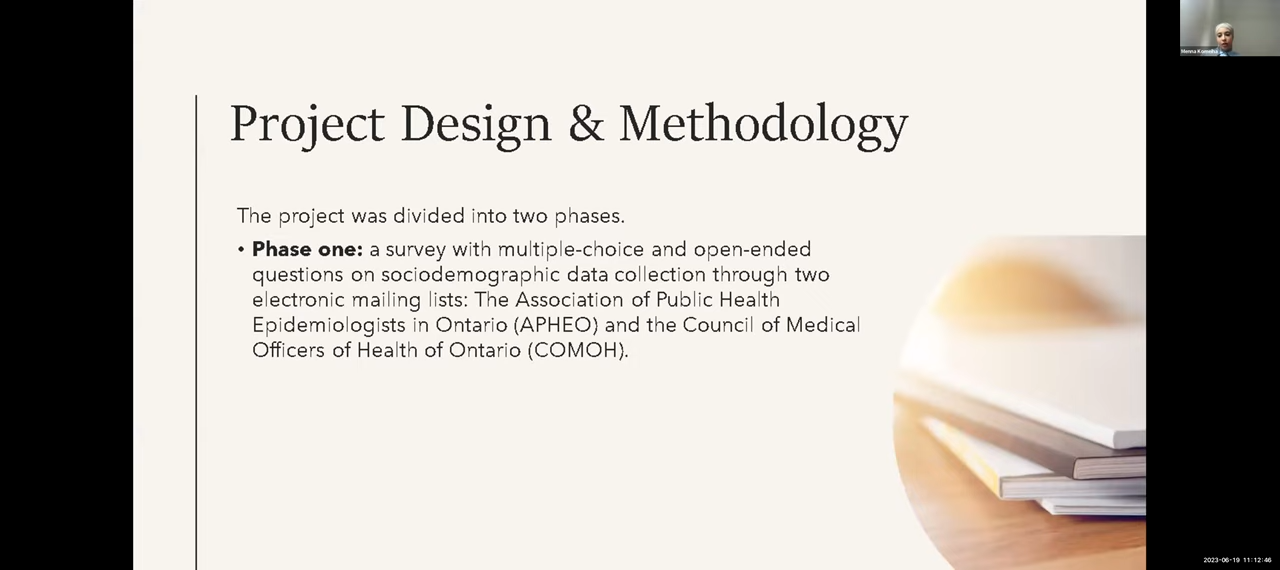 Project Design & Methodology
The project was divided into two phases.
• Phase one: a survey with multiple-choice and open-ended
questions on sociodemographic data collection through two
electronic mailing lists: The Association of Public Health
Epidemiologists in Ontario (APHEO) and the Council of Medical
Officers of Health of Ontario (COMOH).
2023-06-19 11:12:46